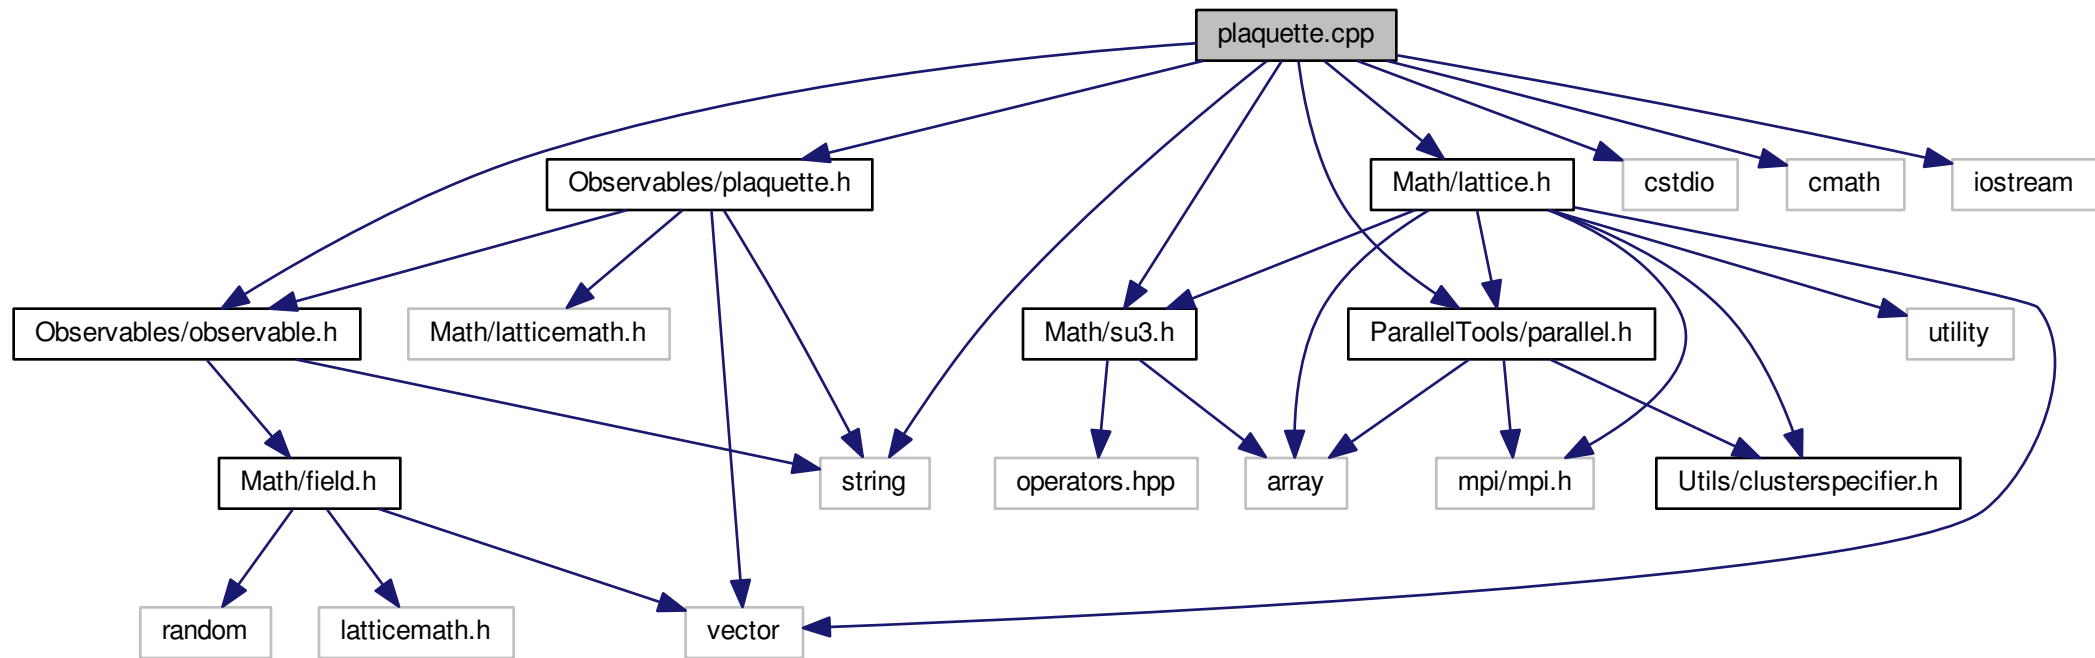 plaquette.cpp
Observables/plaquette.h
Math/lattice.h
cstdio
cmath
iostream
Observables/observable.h
Math/latticemath.h
Math/su3.h
ParallelTools/parallel.h
utility
Math/field.h
string
operators.hpp
array
mpi/mpi.h
Utils/clusterspecifier.h
random
latticemath.h
vector